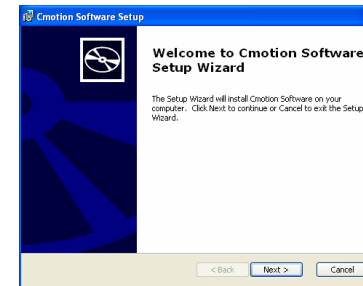 Cmotion Software Setup
Welcome to Cmotion Software
Setup Wizard
The Setup Wizard will install Cmotion Software on your
computer. Click Next to continue or Cancel to exit the Setup
Wizard.
< Back
Next >
Cancel